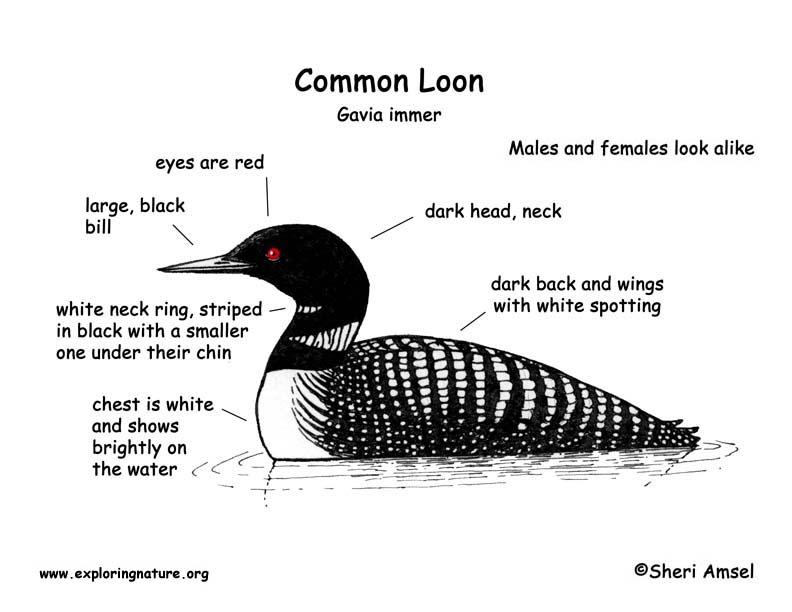 Common Loon
Gavia immer
Males and females look alike
eyes are red
large, black
bill
dark head, neck
dark back and wings
with white spotting
white neck ring, striped
in black with a smaller
one under their chin
chest is white
and shows
brightly on
the water
www.exploringnature.org
©Sheri Amsel